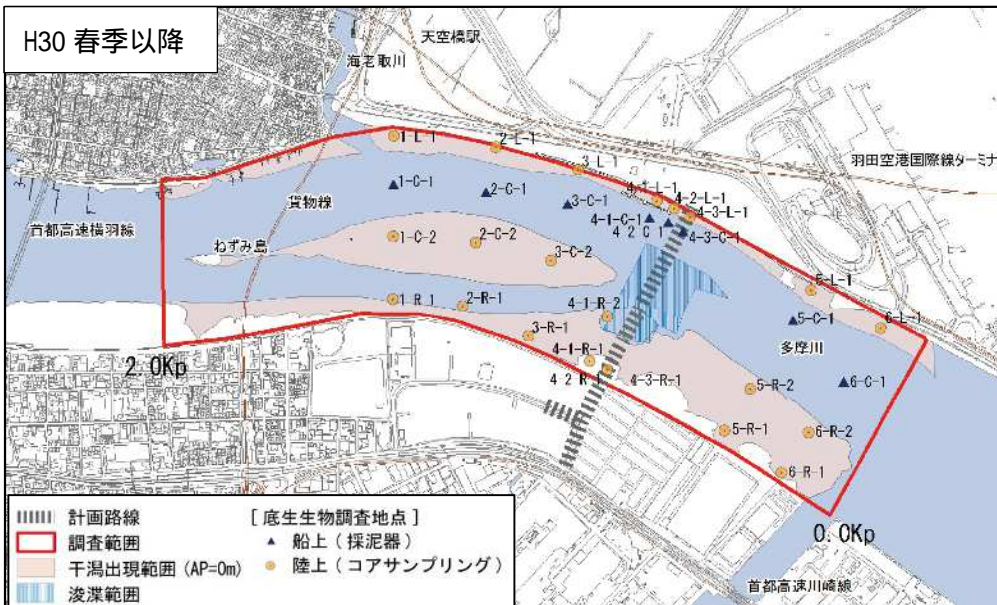 H30 春季以降
天空橋駅
海老取川
羽田空港国際線ターミナ
1-L-1
2-L-1
3-L-1
4-1-L-1
4-2-L-1
4-3-L-1
1-C-1
2-C-1
3-C-1
4-1-C-1
4 2 C 1
4-3-C-1
首都高速横羽線
貨物線
ねずみ島
1-C-2
2-C-2
3-C-2
5-L-1
6-L-1
1-R 1
2-R-1
4-1-R-2
5-C-1
3-R-1
多摩川
2.0Kp
4-1-R-1
4 2 R 1
4-3-R-1
5-R-2
6-C-1
5-R-1
6-R-2
6-R-1
0.0Kp
首都高速川崎線
計画路線
調査範囲
干潟出現範囲 (AP=0m)
浚渫範囲
[ 底生生物調査地点 ]
船上 ( 採泥器 )
陸上 ( コアサンプリング )